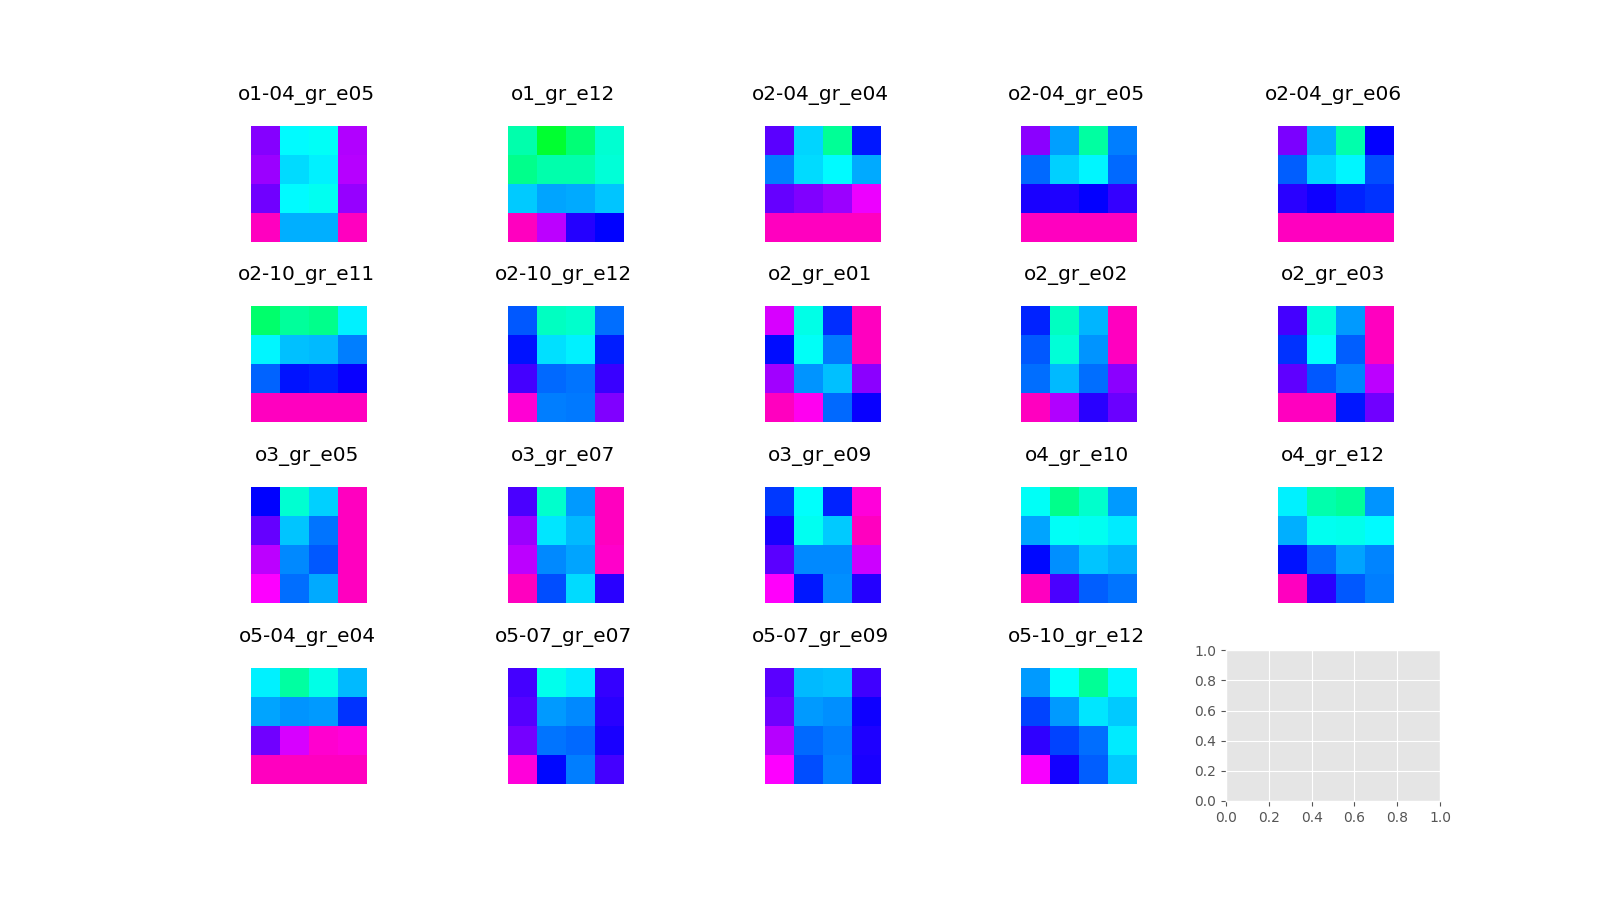 o1-04_gr_e05 o1_gr_e12 o2-04_gr_e04 o2-04_gr_e05 o2-04_gr_e06
o2-10_gr_e11 o2-10_gr_e12 o2_gr_e01 o2_gr_e02 o2_gr_e03
o3_gr_e05 o3_gr_e07 o3_gr_e09 o4_gr_e10 o4_gr_e12
o5-04_gr_e04 o5-07_gr_e07 o5-07_gr_e09 o5-10_gr_e12
1.0
0.8
0.6
0.4
0.2
0.0
0.0 0.2 0.4 0.6 0.8 1.0